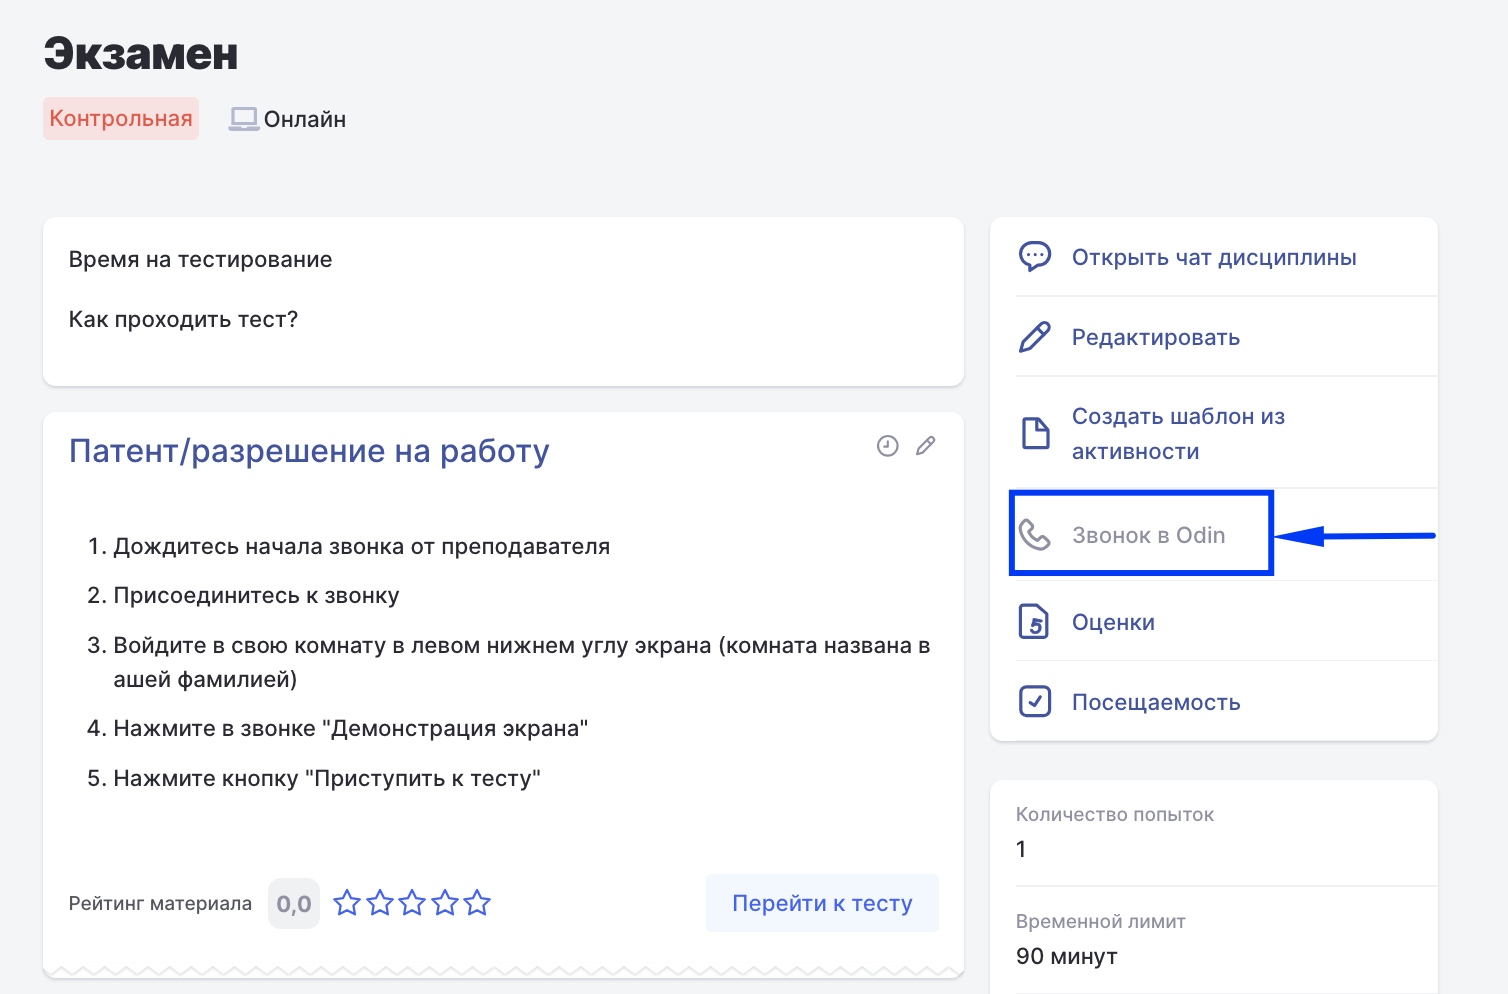 Экзамен
Контрольная
Онлайн
Время на тестирование
Как проходить тест?
Патент/разрешение на работу
1. Дождитесь начала звонка от преподавателя
2. Присоединитесь к звонку
3. Войдите в свою комнату в левом нижнем углу экрана (комната названа в
ашей фамилией)
4. Нажмите в звонке "Демонстрация экрана"
5. Нажмите кнопку "Приступить к тесту"
Рейтинг материала
0,0
Перейти к тесту
Открыть чат дисциплины
Редактировать
Создать шаблон из
активности
Звонок в Odin
5
Оценки
Посещаемость
Количество попыток
1
Временной лимит
90 минут